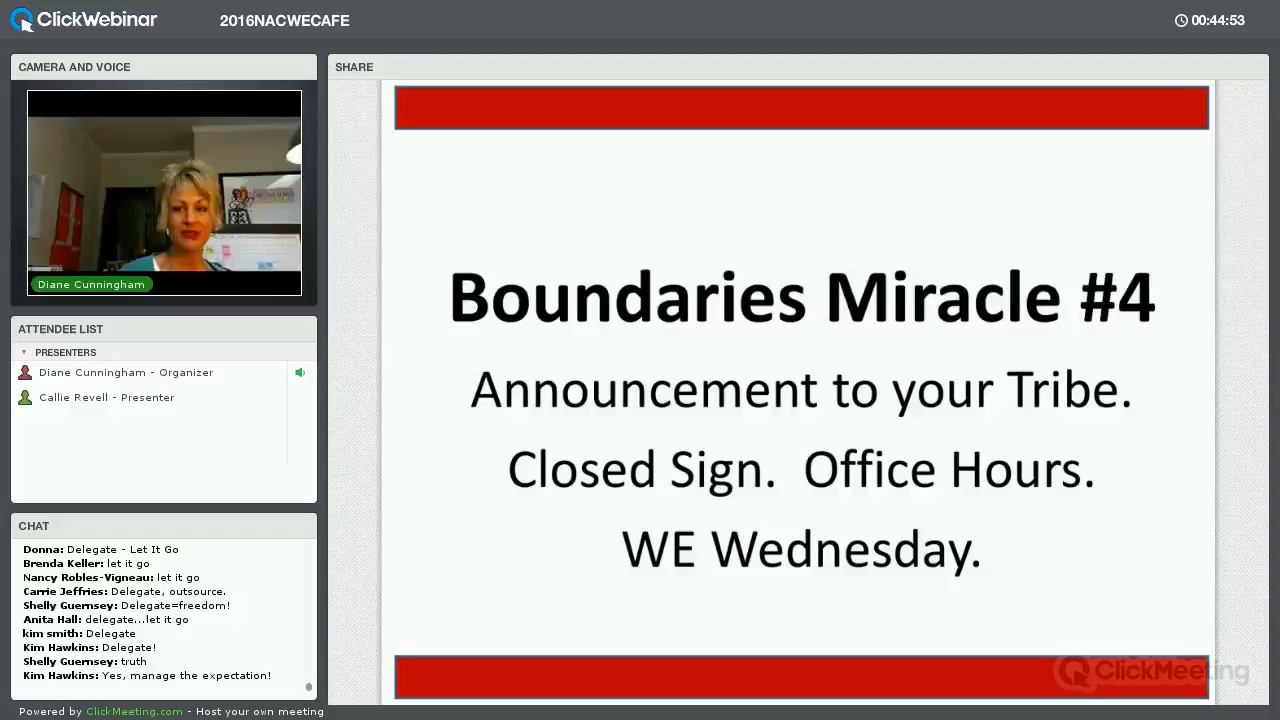 ClickWebinar
2016NACWECAFE
00:44:53
CAMERA AND VOICE
Diane Cunningham
ATTENDEE LIST
PRESENTERS
Diane Cunningham - Organizer
Callie Revell - Presenter
CHAT
Donna: Delegate - Let It Go
Brenda Keller: let it go
Nancy Robles-Vigneau: let it go
Carrie Jeffries: Delegate, outsource.
Shelly Guernsey: Delegate=freedom!
Anita Hall: delegate...let it go
kim smith: Delegate
Kim Hawkins: Delegate!
Shelly Guernsey: truth
Kim Hawkins: Yes, manage the expectation!
Powered by ClickMeeting.com - Host your own meeting
SHARE
Boundaries Miracle #4
Announcement to your Tribe.
Closed Sign. Office Hours.
WE Wednesday.
ClickMeeting